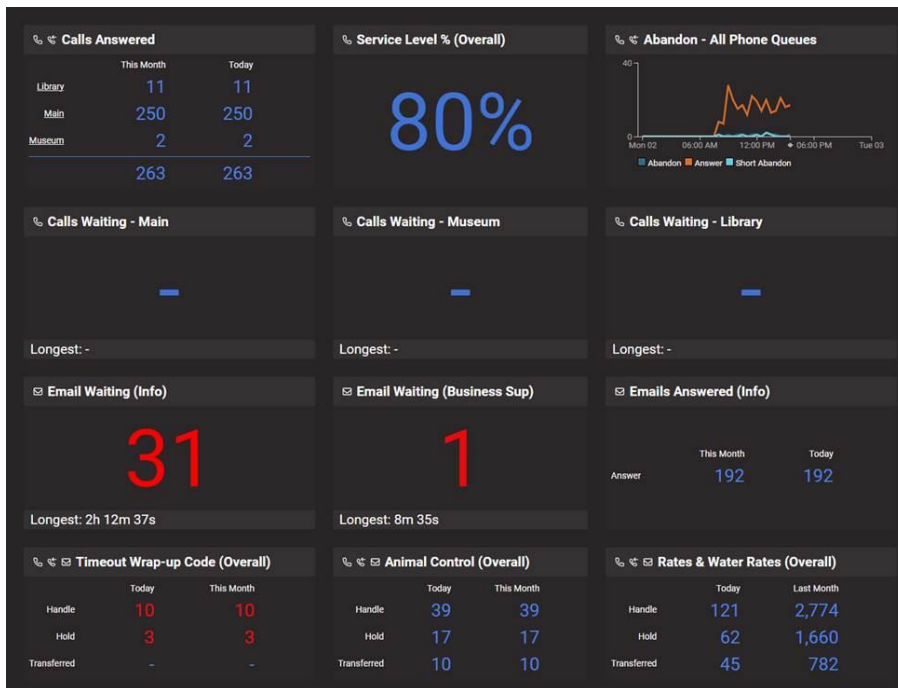 Calls Answered
This Month Today
Library 11 11
Main 250 250
Museum 2 2
263 263
Service Level % (Overall)
80%
Abandon - All Phone Queues
40
0
Mon 02 06:00 AM 12:00 PM 06:00 PM Tue 03
Abandon Answer Short Abandon
Calls Waiting - Main
-
Longest: -
Calls Waiting - Museum
-
Longest: -
Calls Waiting - Library
-
Longest: -
Email Waiting (Info)
31
Longest: 2h 12m 37s
Email Waiting (Business Sup)
1
Longest: 8m 35s
Emails Answered (Info)
This Month Today
Answer 192 192
Timeout Wrap-up Code (Overall)
Today This Month
Handle 10 10
Hold 3 3
Transferred - -
Animal Control (Overall)
Today This Month
Handle 39 39
Hold 17 17
Transferred 10 10
Rates & Water Rates (Overall)
Today Last Month
Handle 121 2,774
Hold 62 1,660
Transferred 45 782